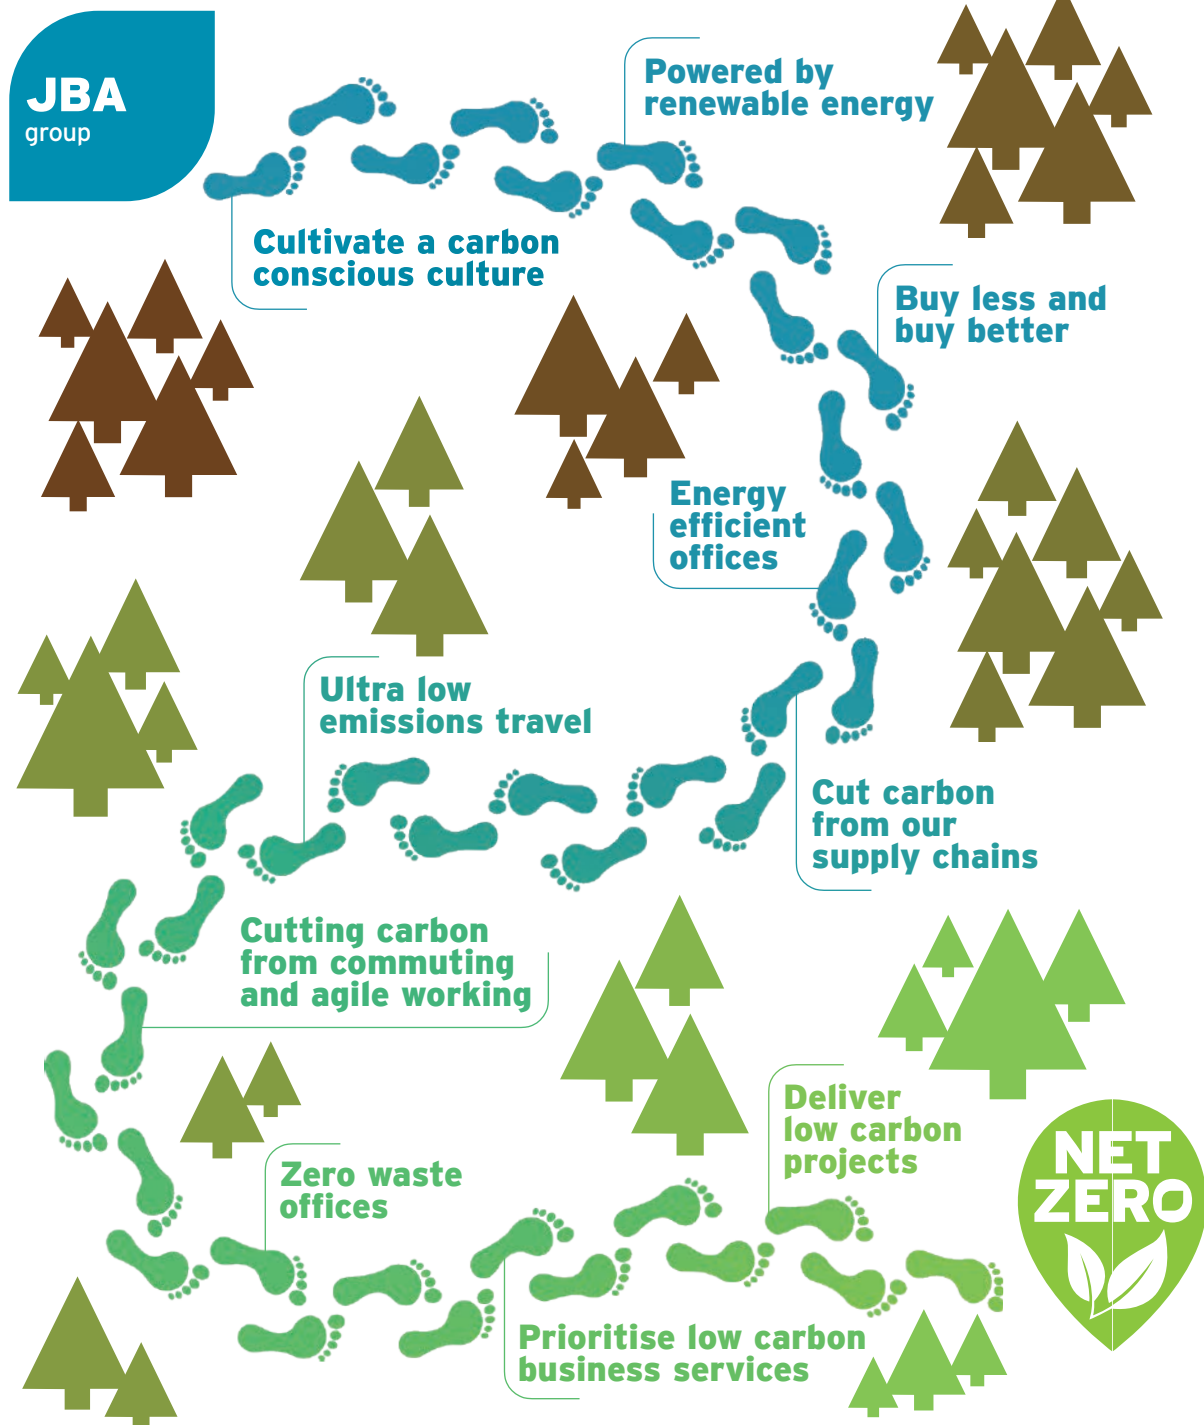 JBA
group
Powered by
renewable energy
Cultivate a carbon
conscious culture
Buy less and
buy better
Energy
efficient
offices
Ultra low
emissions travel
Cut carbon
from our
supply chains
Cutting carbon
from commuting
and agile working
Zero waste
offices
Deliver
low carbon
projects
Prioritise low carbon
business services
NET
ZERO